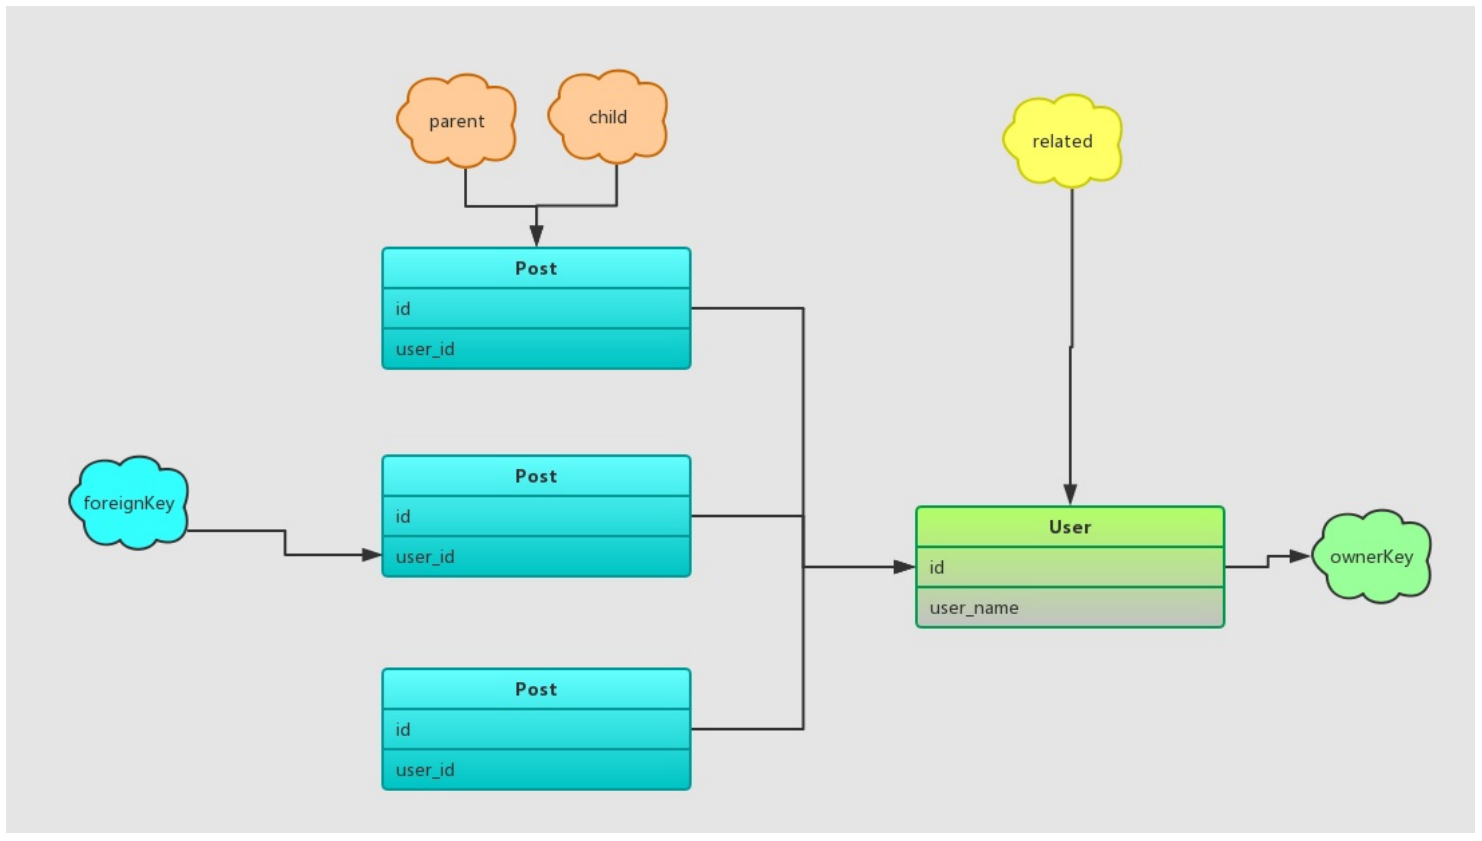 parent
child
related
Post
id
user_id
foreignKey
Post
id
user_id
User
id
user_name
ownerKey
Post
id
user_id